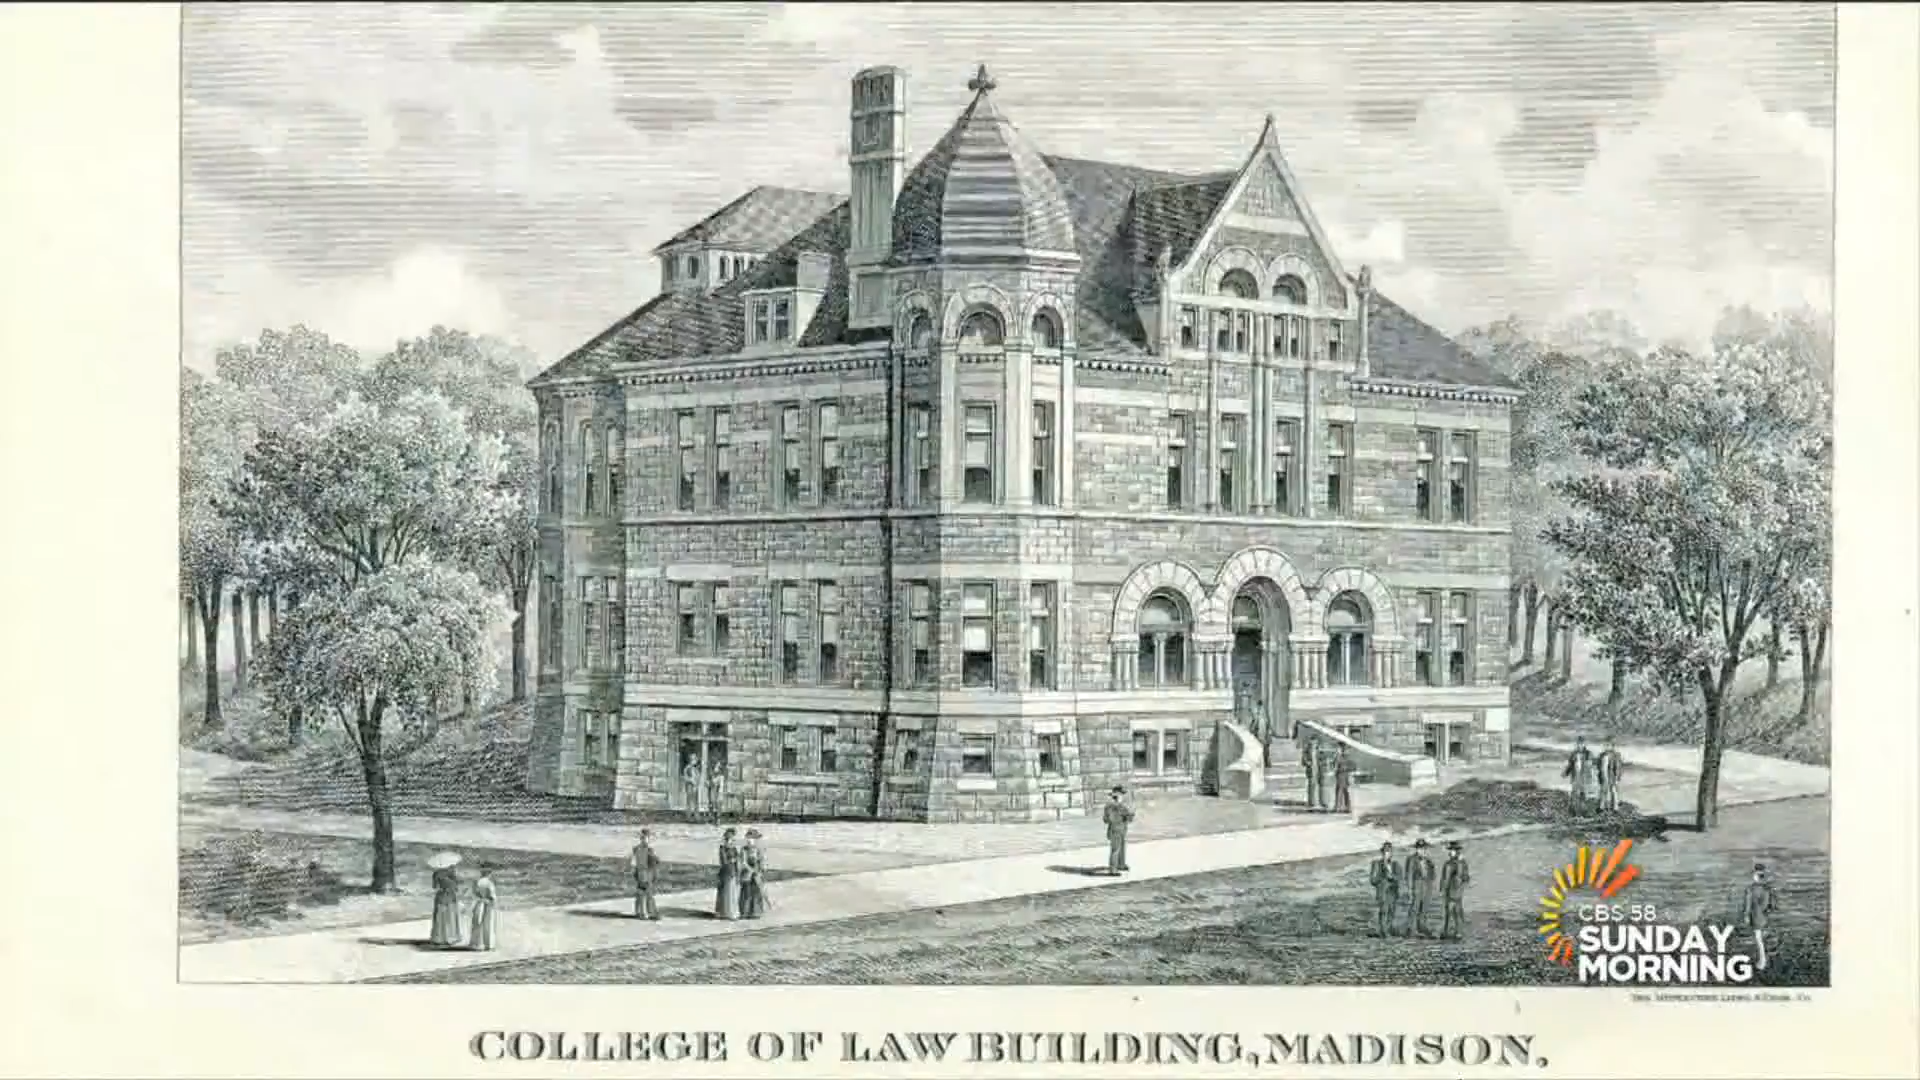 CBS 58
SUNDAY
MORNING
COLLEGE OF LAW BUILDING, MADISON.